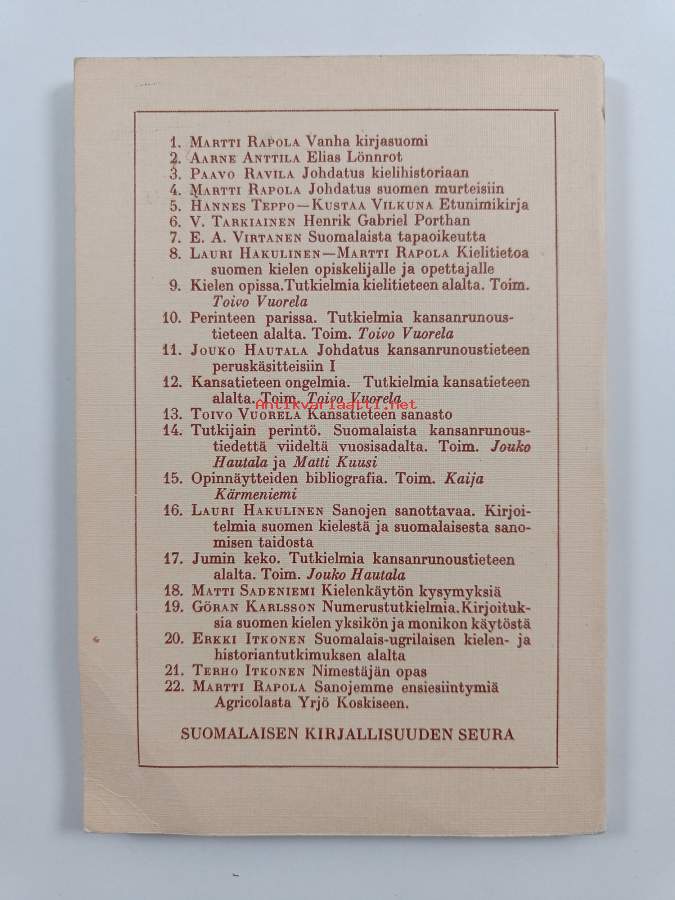 1. MARTTI RAPOLA Vanha kirjasuomi
2. AARNE ANTTILA Elias Lönnrot
3. PAAVO RAVILA Johdatus kielihistoriaan
4. MARTTI RAPOLA Johdatus suomen murteisiin
5. HANNES TEPPO—KUSTAA VILKUNA Etunimikirja
6. V. TARKIAINEN Henrik Gabriel Porthan
7. E. A. VIRTANEN Suomalaista tapaoikeutta
8. LAURI HAKULINEN—MARTTI RAPOLA Kielitietoa
suomen kielen opiskelijalle ja opettajalle
9. Kielen opissa. Tutkielmia kielitieteen alalta. Toim.
Toivo Vuorela
10. Perinteen parissa. Tutkielmia kansanrunous-
tieteen alalta. Toim. Toivo Vuorela
11. JOUKO HAUTALA Johdatus kansanrunoustieteen
peruskäsitteisiin I
12. Kansatieteen ongelmia. Tutkielmia kansatieteen
alalta. Toim. Toivo Vuorela
Antikvariaatti.net
13. TOIVO VUORELA Kansatieteen sanasto
14. Tutkijain perintö. Suomalaista kansanrunous-
tiedettä viideltä vuosisadalta. Toim. Jouko
Hautala ja Matti Kuusi
15. Opinnäytteiden bibliografia. Toim. Kaija
Kärmeniemi
16. LAURI HAKULINEN Sanojen sanottavaa. Kirjoi-
telmia suomen kielestä ja suomalaisesta sano-
misen taidosta
17. Jumin keko. Tutkielmia kansanrunoustieteen
alalta. Toim. Jouko Hautala
18. MATTI SADENIEMI Kielenkäytön kysymyksiä
19. GÖRAN KARLSSON Numerustutkielmia. Kirjoituk-
sia suomen kielen yksikön ja monikon käytöstä
20. ERKKI ITKONEN Suomalais-ugrilaisen kielen- ja
historiantutkimuksen alalta
21. TERHO ITKONEN Nimestäjän opas
22. MARTTI RAPOLA Sanojemme ensiesiintymiä
Agricolasta Yrjö Koskiseen.
SUOMALAISEN KIRJALLISUUDEN SEURA